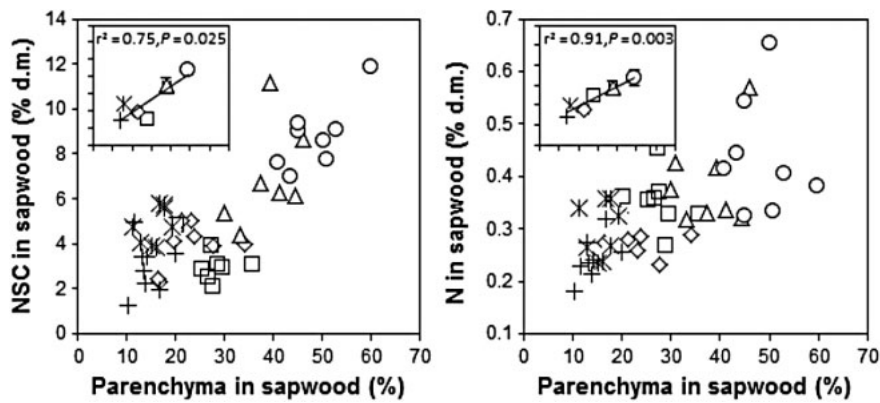 r² = 0.75, P = 0.025
14
12
10
8
6
4
2
0
NSC in sapwood (% d.m.)
0 10 20 30 40 50 60 70
Parenchyma in sapwood (%)
r² = 0.91, P = 0.003
0.7
0.6
0.5
0.4
0.3
0.2
0.1
N in sapwood (% d.m.)
0 10 20 30 40 50 60 70
Parenchyma in sapwood (%)